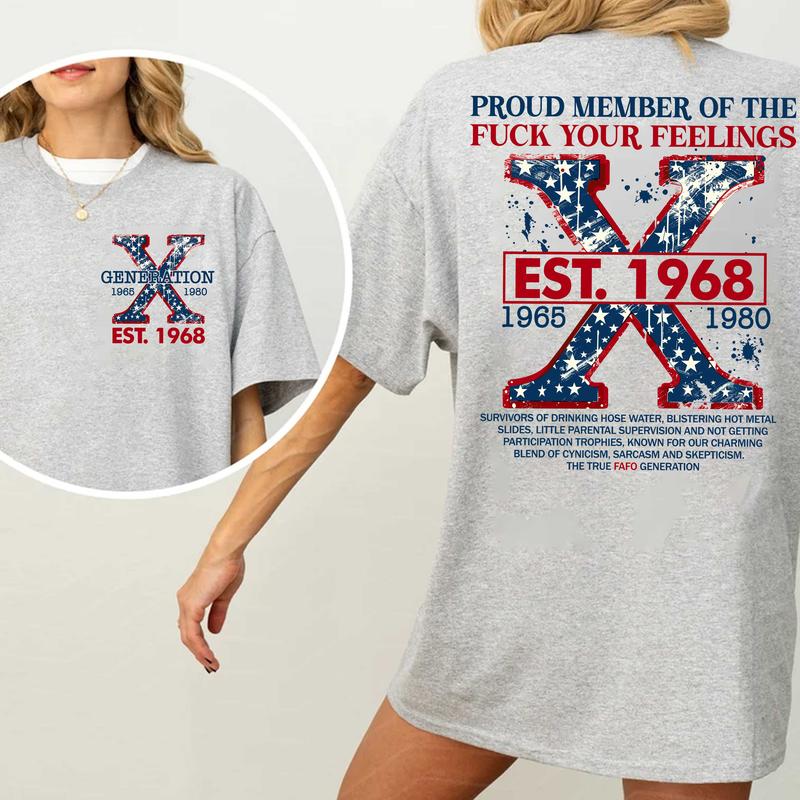 GENERATION
1965 1980
EST. 1968
PROUD MEMBER OF THE
FUCK YOUR FEELINGS
X
EST. 1968
1965 1980
SURVIVORS OF DRINKING HOSE WATER, BLISTERING HOT METAL
SLIDES, LITTLE PARENTAL SUPERVISION AND NOT GETTING
PARTICIPATION TROPHIES, KNOWN FOR OUR CHARMING
BLEND OF CYNICISM, SARCASM AND SKEPTICISM.
THE TRUE FAFO GENERATION